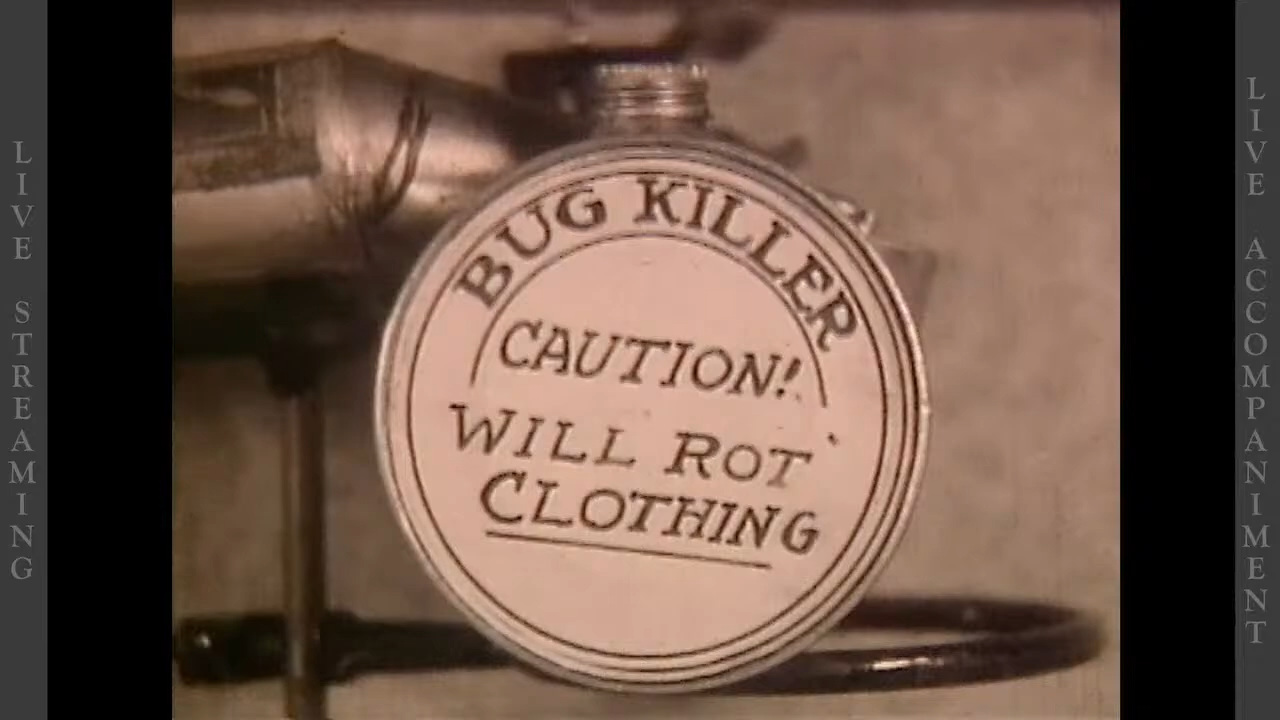 LIVE STREAMING
BUG KILLER
CAUTION!
WILL ROT
CLOTHING
LIVE ACCOMPANIMENT